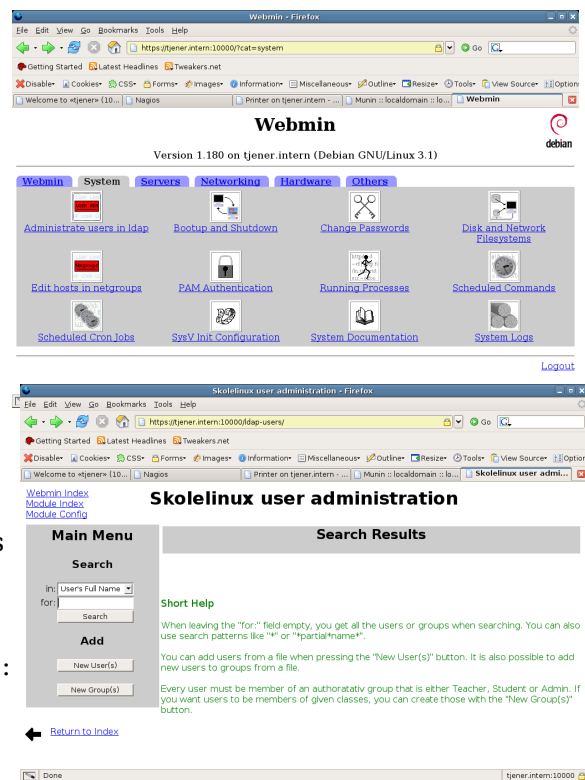 Webmin - Firefox
File Edit View Go Bookmarks Tools Help
https://tjener.intern:10000/?cat=system Go
Getting Started Latest Headlines Tweakers.net
Disable Cookies CSS Forms Images Information Miscellaneous Outline Resize Tools View Source Option
Welcome to «tjener» (10... Nagios Printer on tjener.intern - ... Munin :: localdomain :: lo... Webmin
Webmin
debian
Version 1.180 on tjener.intern (Debian GNU/Linux 3.1)
Webmin System Servers Networking Hardware Others
Administrate users in ldap Bootup and Shutdown Change Passwords Disk and Network
Filesystems
Edit hosts in netgroups PAM Authentication Running Processes Scheduled Commands
Scheduled Cron Jobs SysV Init Configuration System Documentation System Logs
Logout
Skolelinux user administration - Firefox
File Edit View Go Bookmarks Tools Help
https://tjener.intern:10000/ldap-users/ Go
Getting Started Latest Headlines Tweakers.net
Disable Cookies CSS Forms Images Information Miscellaneous Outline Resize Tools View Source Option
Welcome to «tjener» (10... Nagios Printer on tjener.intern - ... Munin :: localdomain :: lo... Skolelinux user admi...
Webmin Index
Module Index
Module Config
Skolelinux user administration
Main Menu
Search
in: User's Full Name
for:
Search
Add
New User(s)
New Group(s)
Search Results
Short Help
When leaving the "for:" field empty, you get all the users or groups when searching. You can also
use search patterns like "*" or "*partial*name*".
You can add users from a file when pressing the "New User(s)" button. It is also possible to add
new users to groups from a file.
Every user must be member of an authoratativ group that is either Teacher, Student or Admin. If
you want users to be members of given classes, you can create those with the "New Group(s)"
button.
s
:
Return to Index
Done tjener.intern:10000